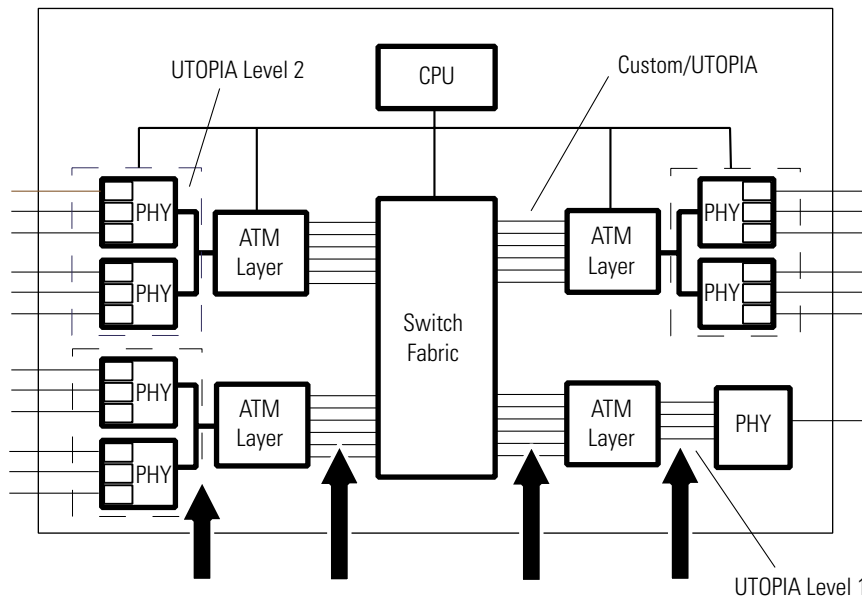 UTOPIA Level 2
CPU
Custom/UTOPIA
PHY
ATM
Layer
ATM
Layer
PHY
PHY
PHY
Switch
Fabric
PHY
ATM
Layer
ATM
Layer
PHY
PHY
UTOPIA Level 1